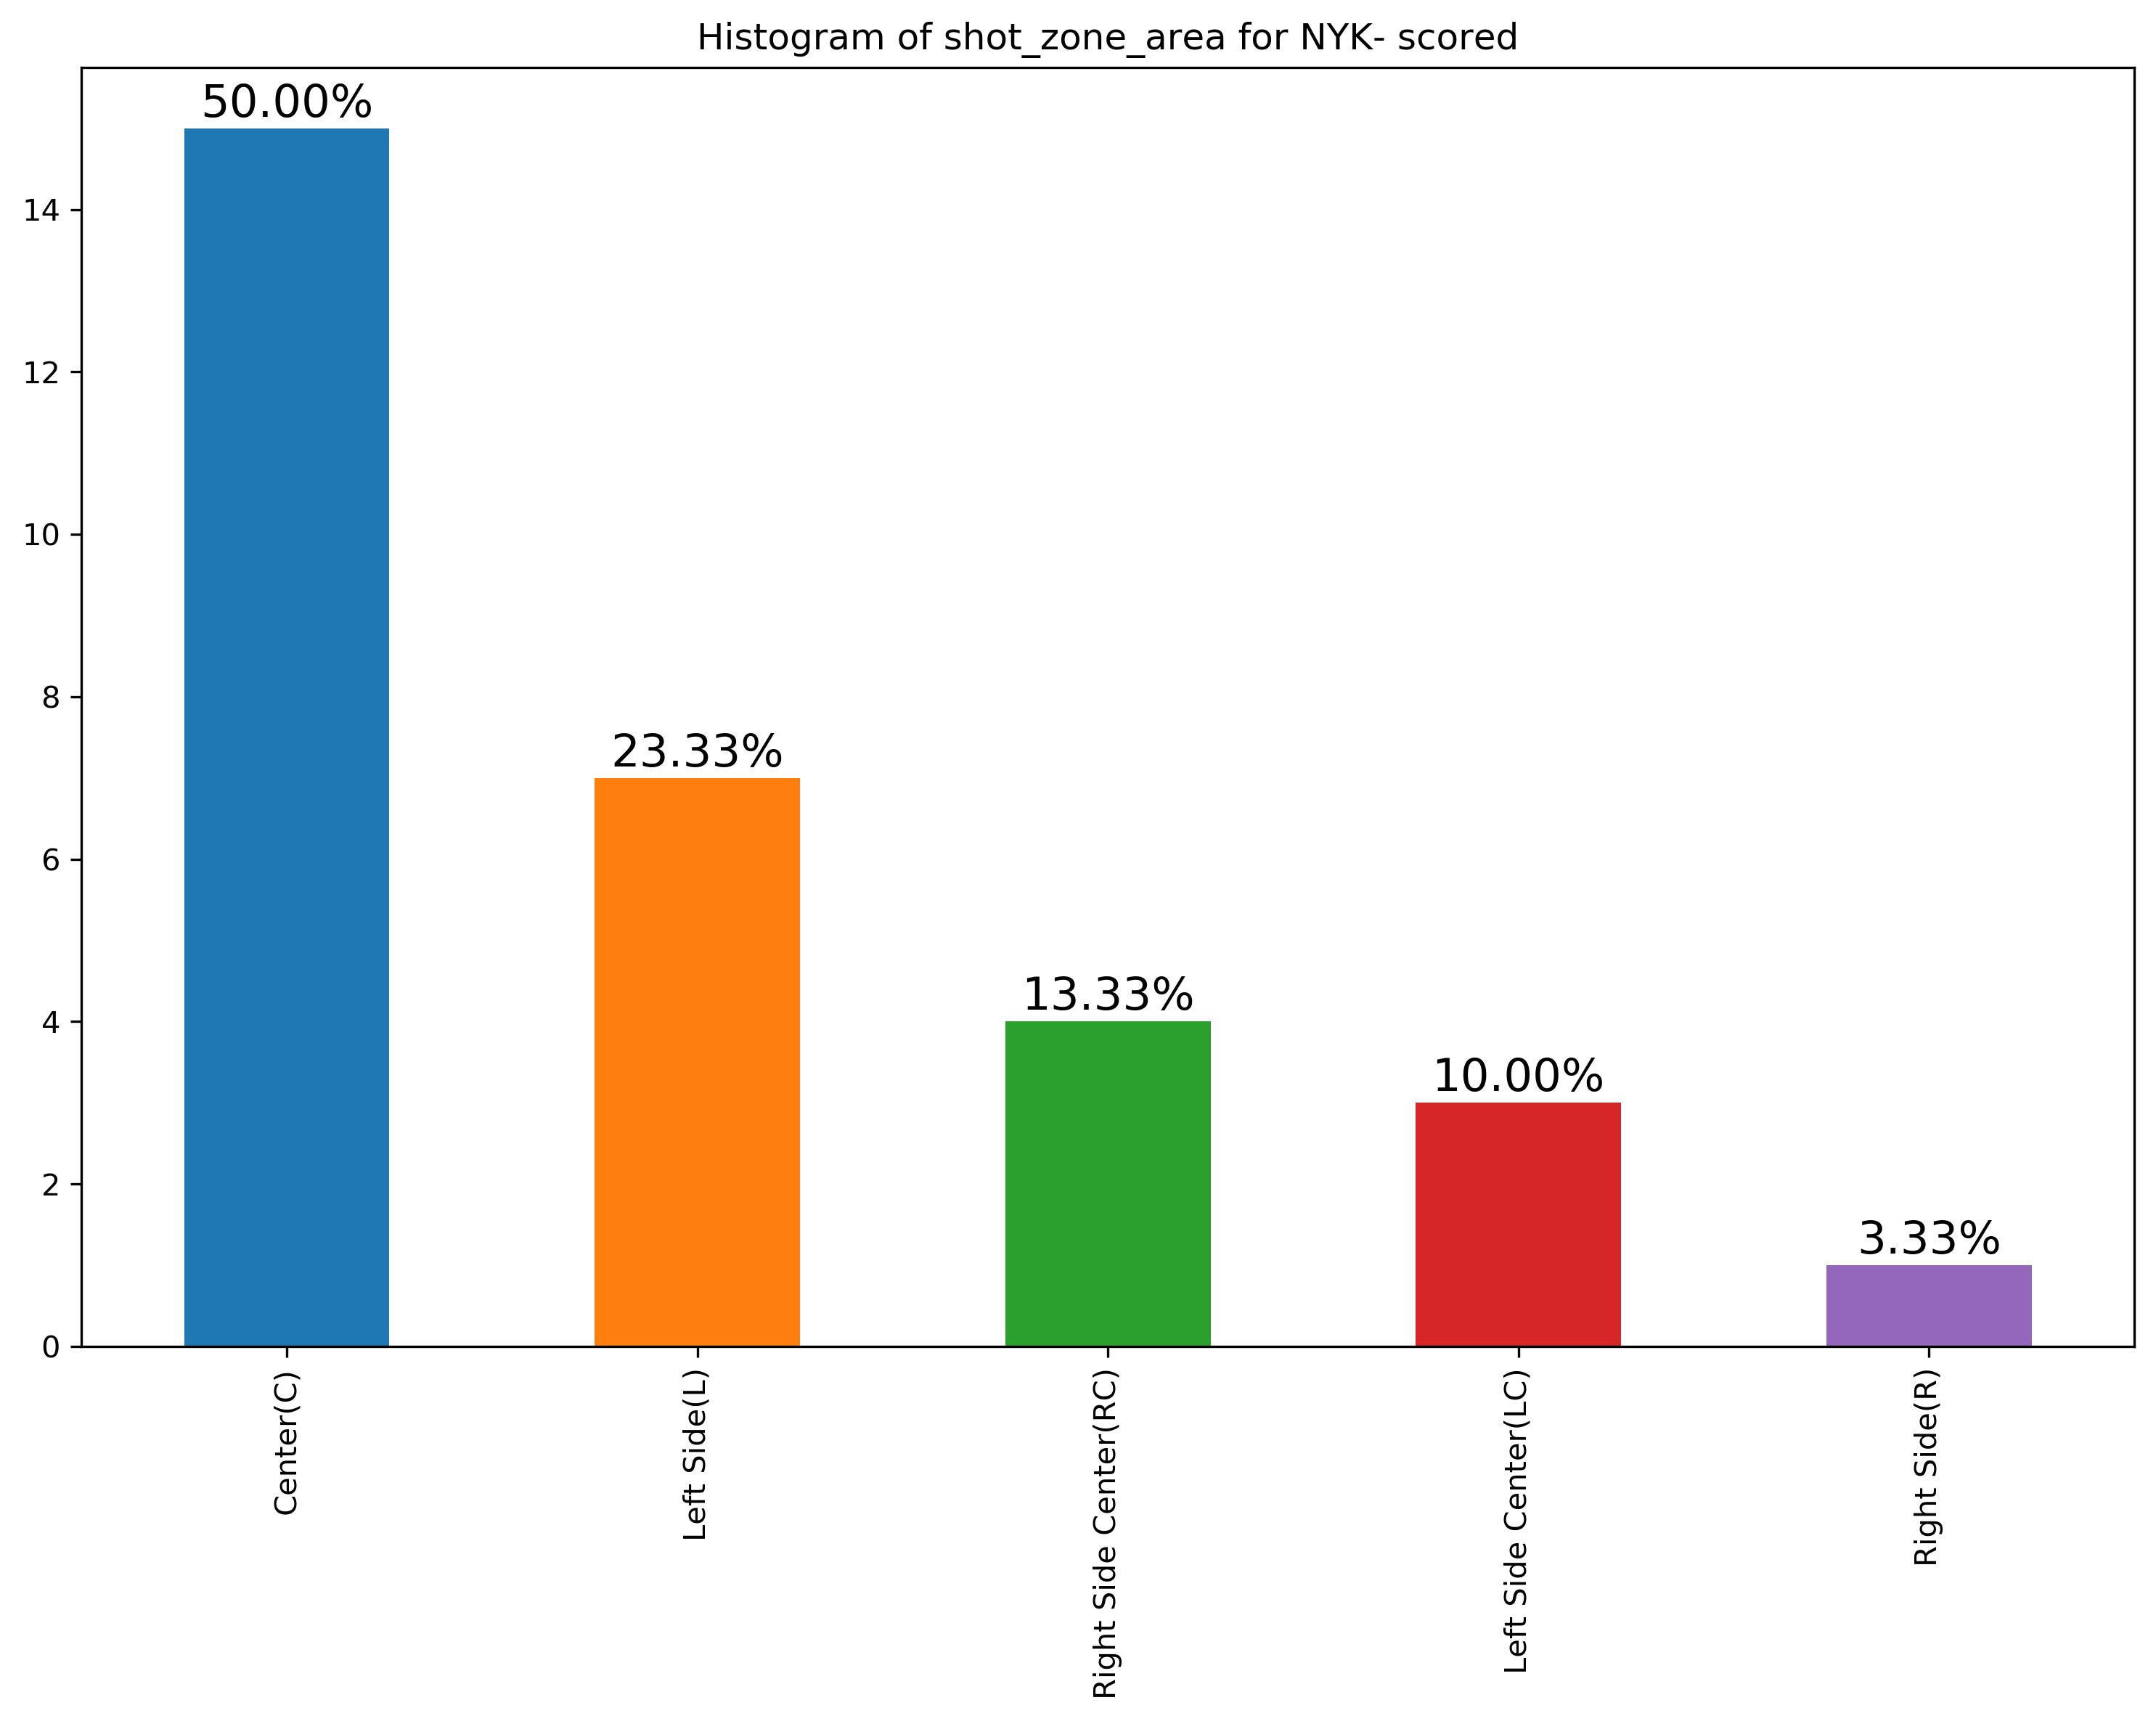 Histogram of shot_zone_area for NYK- scored
50.00%
23.33%
13.33%
10.00%
3.33%
14
12
10
8
6
4
2
0
Center(C)
Left Side(L)
Right Side Center(RC)
Left Side Center(LC)
Right Side(R)